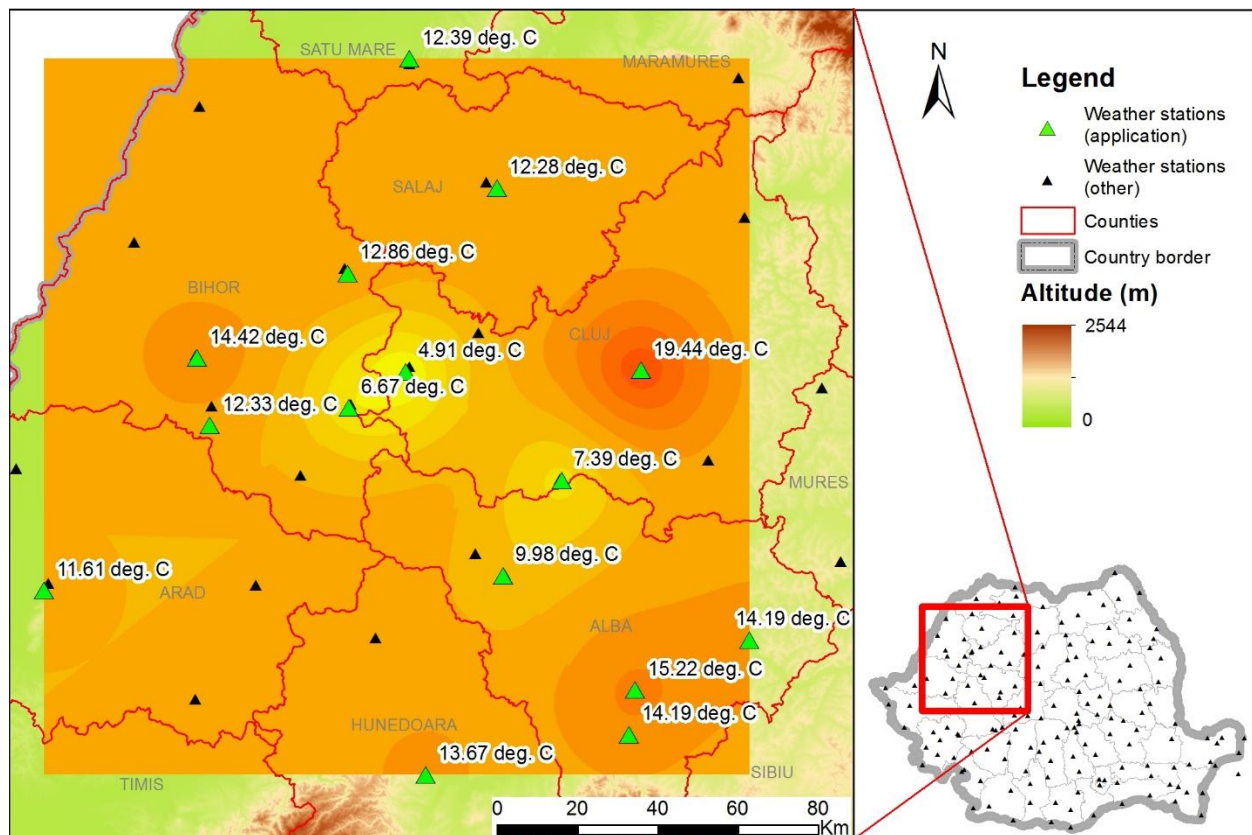 12.39 deg. C
SATU MARE
MARAMURES
12.28 deg. C
SALAJ
12.86 deg. C
BIHOR
14.42 deg. C
CLUJ
4.91 deg. C
19.44 deg. C
6.67 deg. C
12.33 deg. C
7.39 deg. C
MURES
9.98 deg. C
11.61 deg. C
ARAD
ALBA
14.19 deg. C
15.22 deg. C
14.19 deg. C
HUNEDOARA
13.67 deg. C
TIMIS
SIBIU
0 20 40 60 80
Km
N
Legend
Weather stations
(application)
Weather stations
(other)
Counties
Country border
Altitude (m)
2544
0